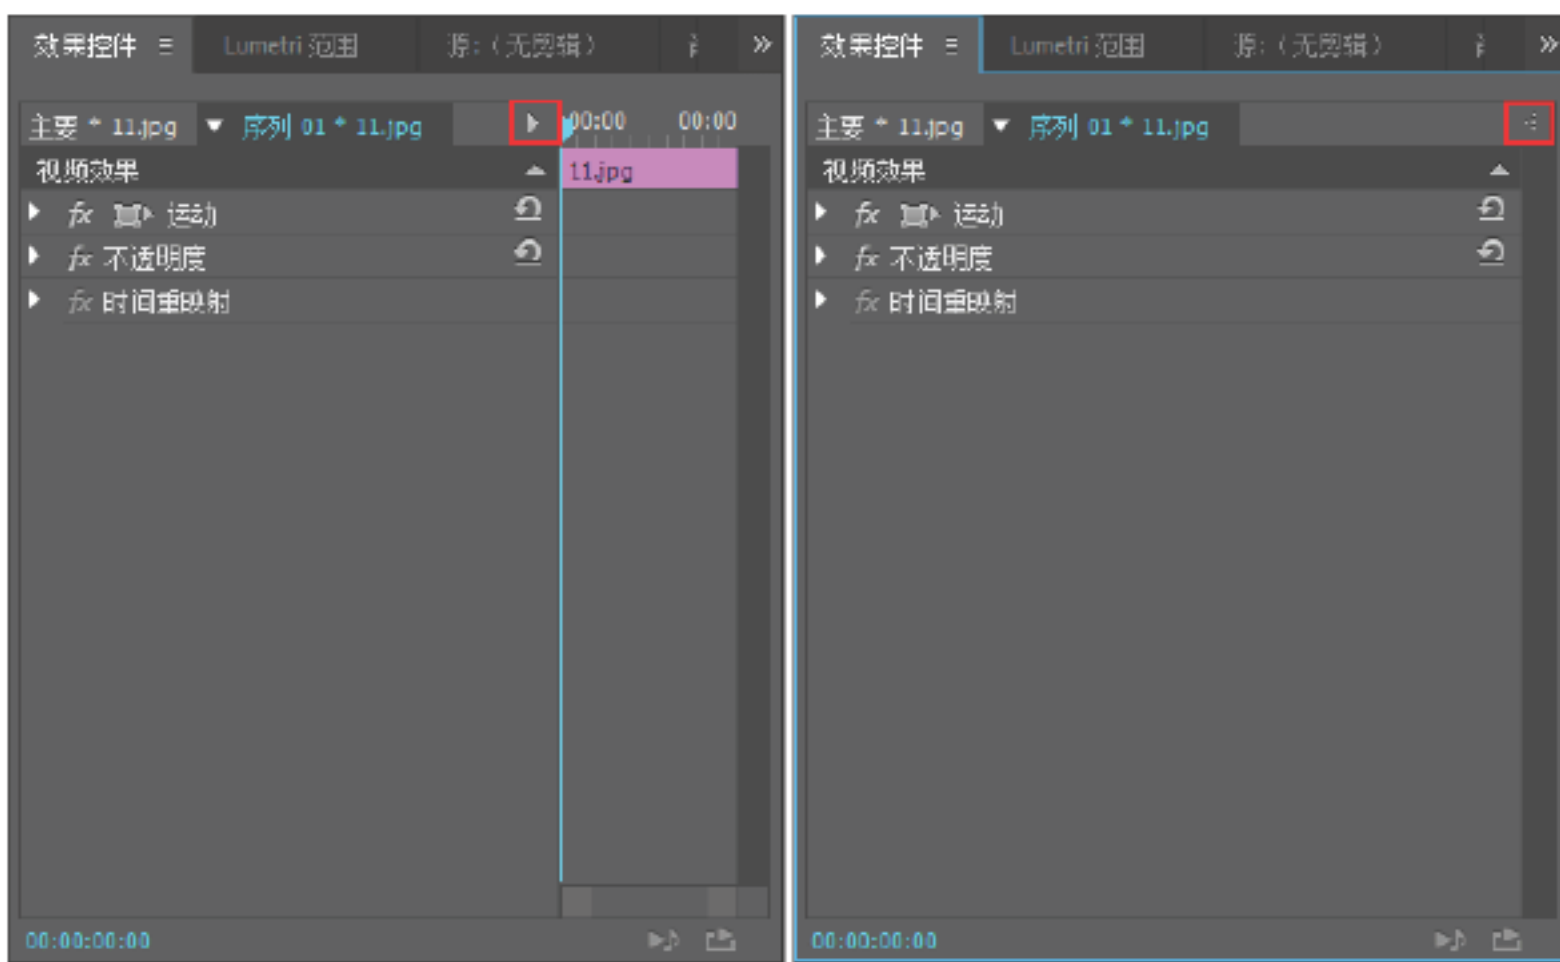 效果控件 Lumetri 范围 源:（无剪辑）
主要 * 11.jpg 序列 01 * 11.jpg 00:00 00:00
视频效果 11.jpg
fx 运动
fx 不透明度
fx 时间重映射
00:00:00:00
效果控件 Lumetri 范围 源:（无剪辑）
主要 * 11.jpg 序列 01 * 11.jpg
视频效果
fx 运动
fx 不透明度
fx 时间重映射
00:00:00:00